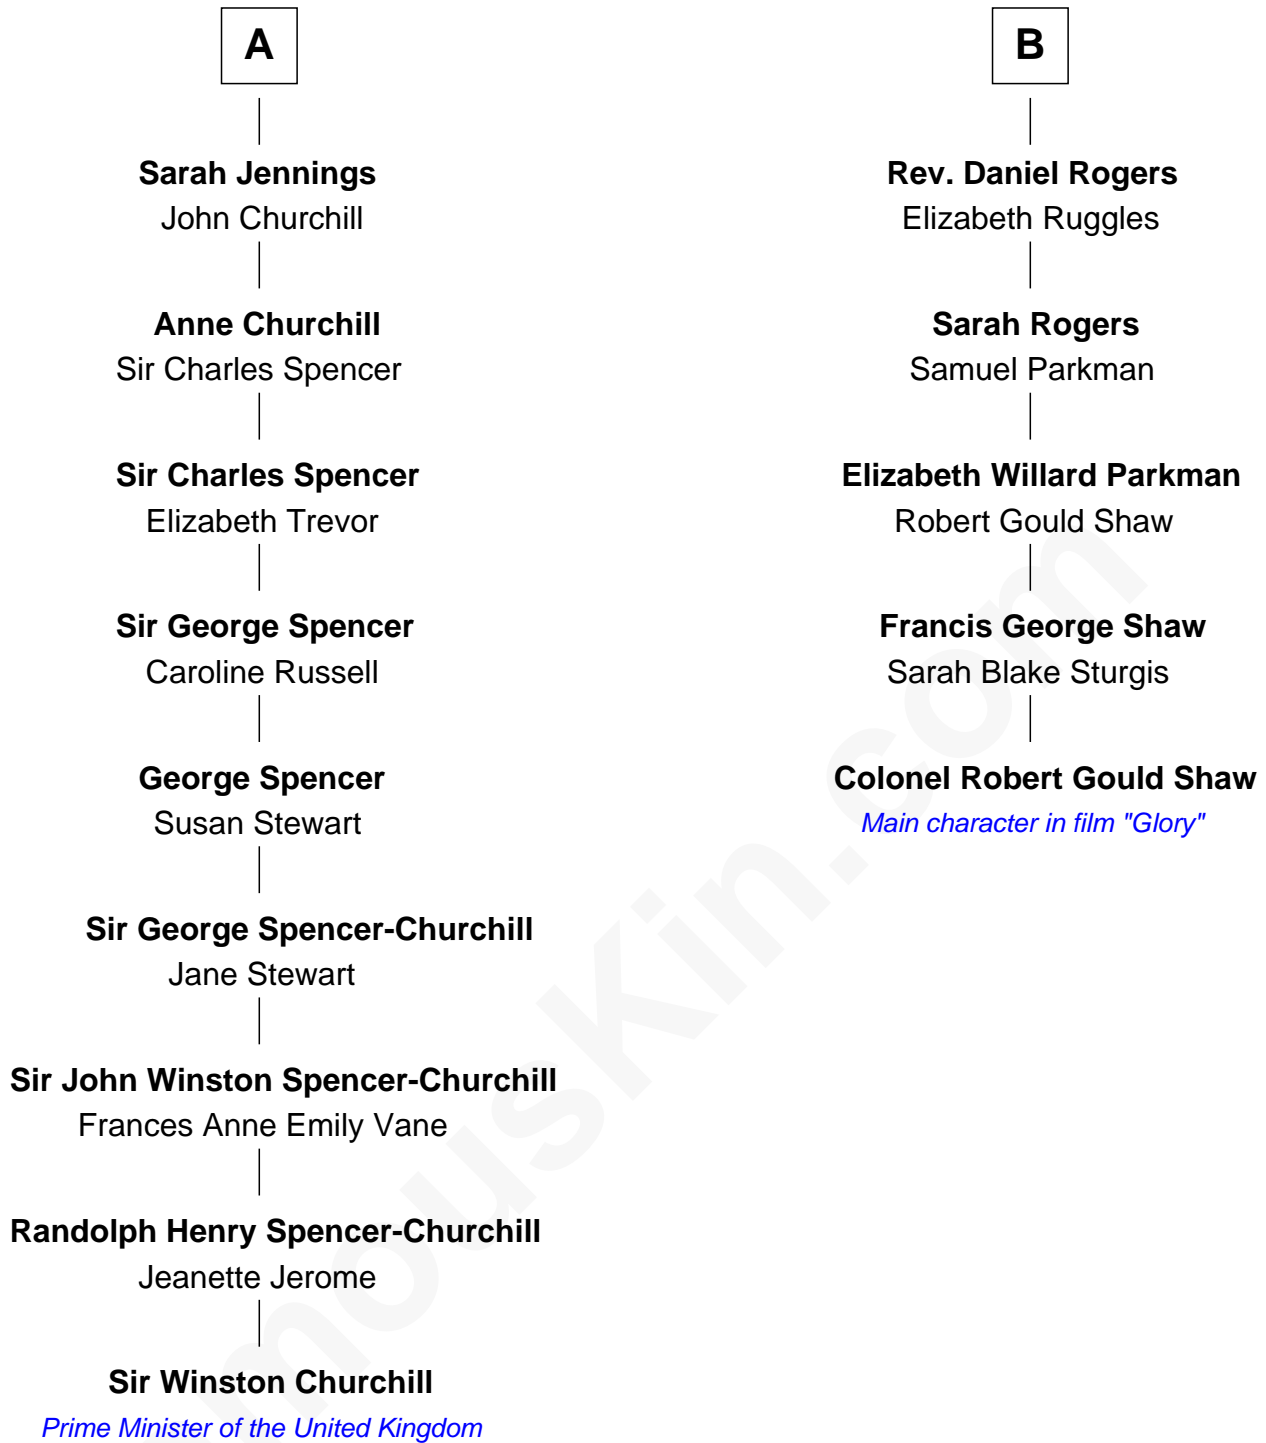 A
Sarah Jennings
John Churchill
Anne Churchill
Sir Charles Spencer
Sir Charles Spencer
Elizabeth Trevor
Sir George Spencer
Caroline Russell
George Spencer
Susan Stewart
Sir George Spencer-Churchill
Jane Stewart
Sir John Winston Spencer-Churchill
Frances Anne Emily Vane
Randolph Henry Spencer-Churchill
Jeanette Jerome
Sir Winston Churchill
Prime Minister of the United Kingdom
B
Rev. Daniel Rogers
Elizabeth Ruggles
Sarah Rogers
Samuel Parkman
Elizabeth Willard Parkman
Robert Gould Shaw
Francis George Shaw
Sarah Blake Sturgis
Colonel Robert Gould Shaw
Main character in film "Glory"
mousKin.com